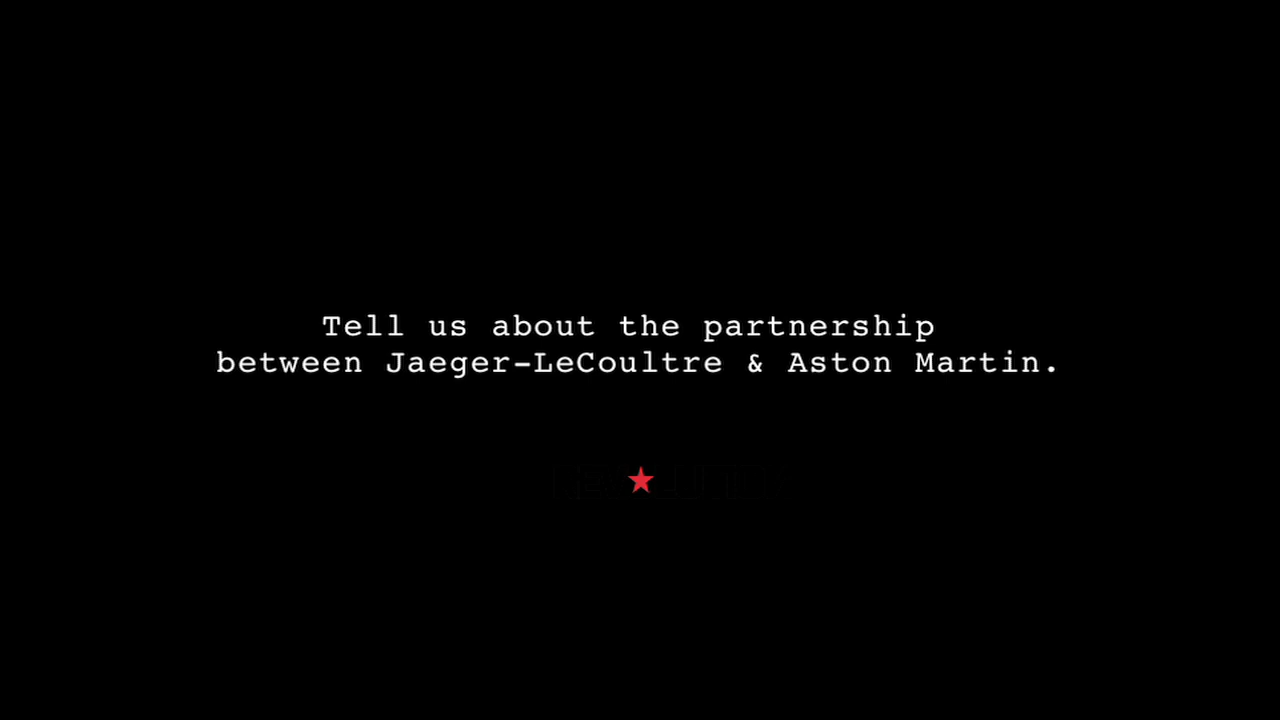 Tell us about the partnership
between Jaeger-LeCoultre & Aston Martin.